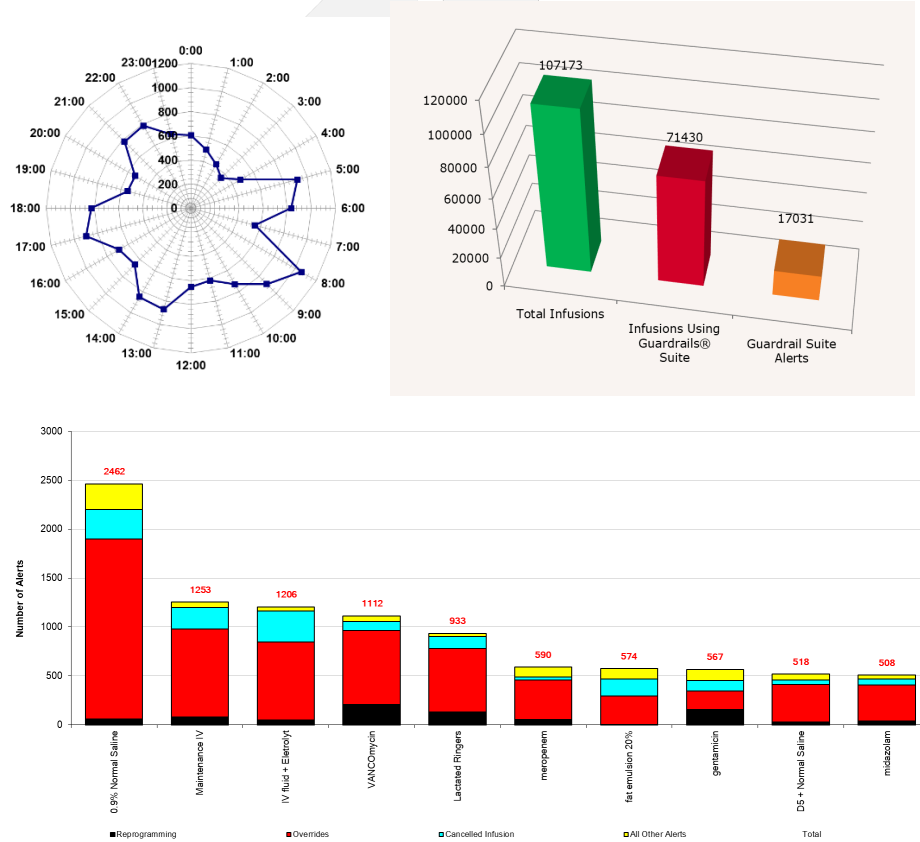 0:00
23:00
1200
1:00
22:00
1000
2:00
21:00
800
3:00
20:00
600
4:00
400
19:00
200
5:00
18:00
0
6:00
17:00
7:00
16:00
8:00
15:00
9:00
14:00
10:00
13:00
11:00
12:00
107173
120000
71430
100000
80000
17031
60000
40000
20000
0
Total Infusions
Infusions Using
Guardrails®
Suite
Guardrail Suite
Alerts
3000
2500
2000
1500
1000
500
0
Number of Alerts
2462
1253
1206
1112
933
590
574
567
518
508
0.9% Normal Saline
Maintenance IV
IV fluid + Eletrolyt
VANCOmycin
Lactated Ringers
meropenem
fat emulsion 20%
gentamicin
D5 + Normal Saline
midazolam
Reprogramming
Overrides
Cancelled Infusion
All Other Alerts
Total